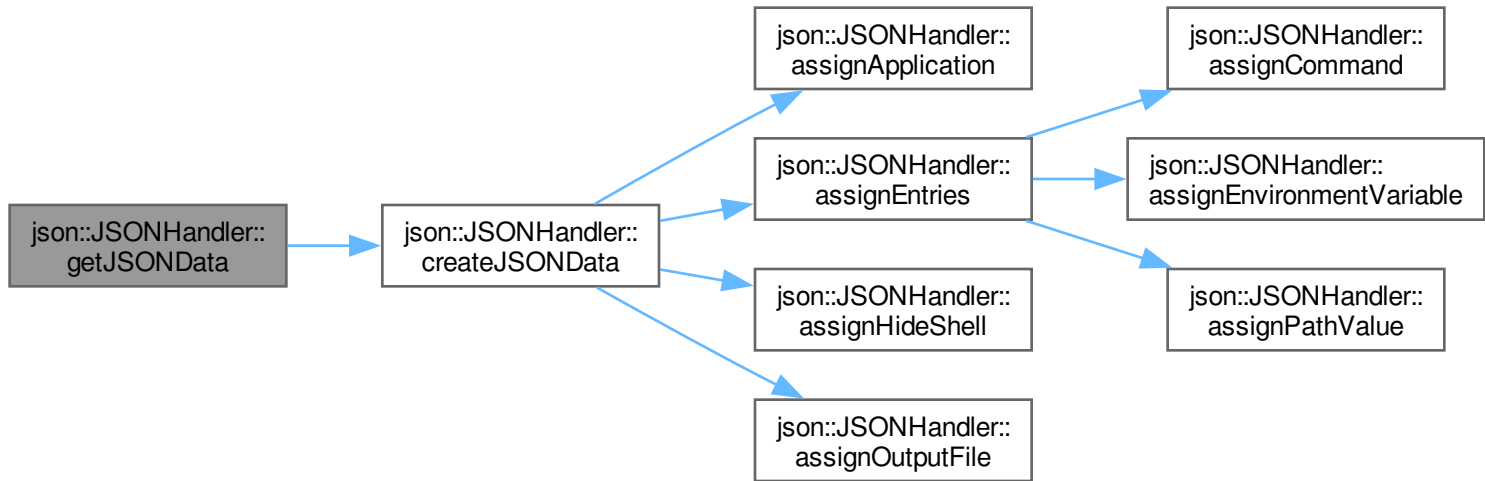 json::JSONHandler::
getJSONData
json::JSONHandler::
createJSONData
json::JSONHandler::
assignApplication
json::JSONHandler::
assignEntries
json::JSONHandler::
assignHideShell
json::JSONHandler::
assignOutputFile
json::JSONHandler::
assignCommand
json::JSONHandler::
assignEnvironmentVariable
json::JSONHandler::
assignPathValue